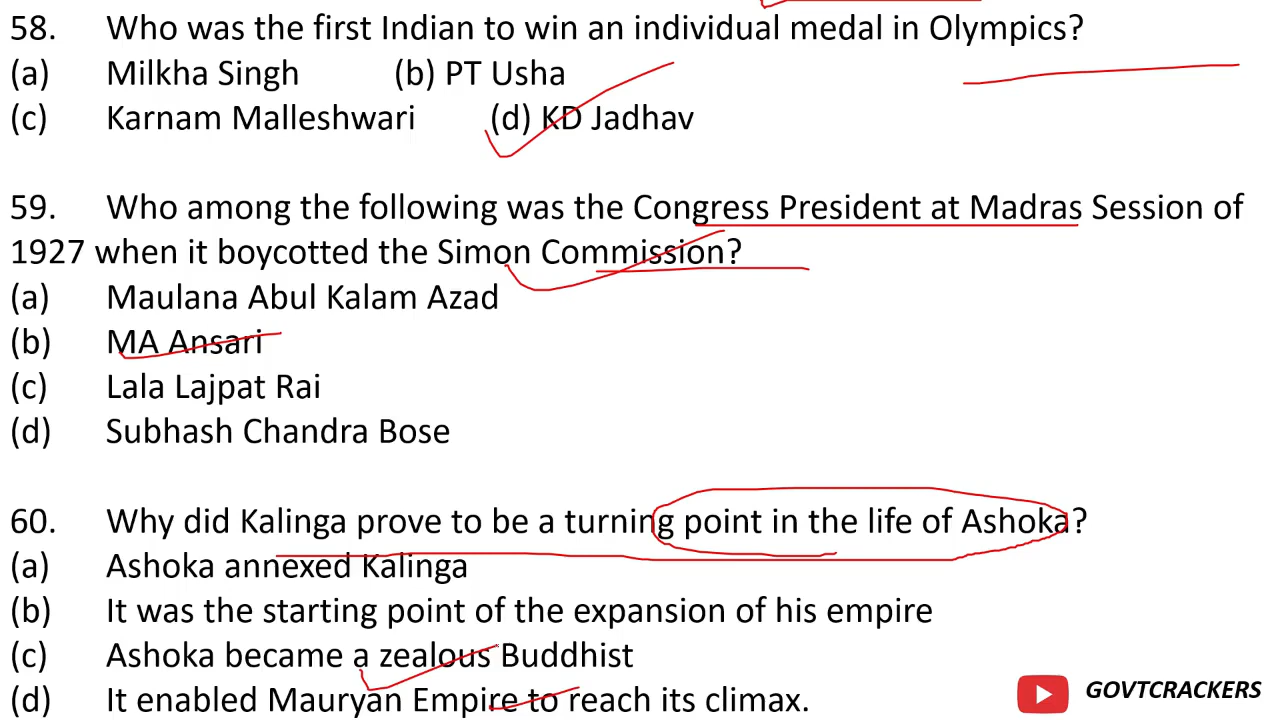 58. Who was the first Indian to win an individual medal in Olympics?
(a) Milkha Singh (b) PT Usha
(c) Karnam Malleshwari (d) KD Jadhav
59. Who among the following was the Congress President at Madras Session of
1927 when it boycotted the Simon Commission?
(a) Maulana Abul Kalam Azad
(b) MA Ansari
(c) Lala Lajpat Rai
(d) Subhash Chandra Bose
60. Why did Kalinga prove to be a turning point in the life of Ashoka?
(a) Ashoka annexed Kalinga
(b) It was the starting point of the expansion of his empire
(c) Ashoka became a zealous Buddhist
(d) It enabled Mauryan Empire to reach its climax.
GOVTCRACKERS